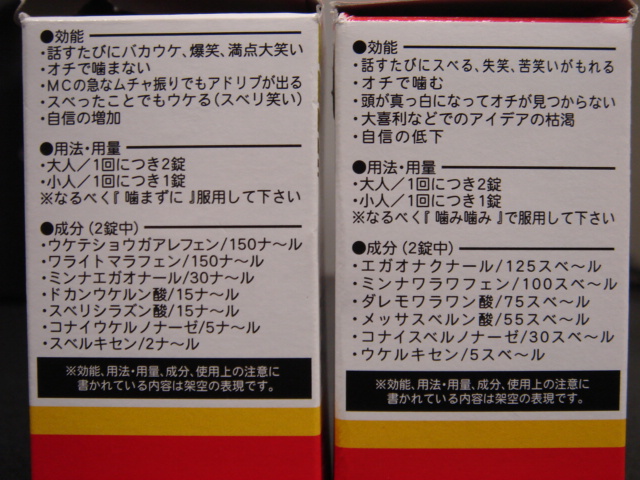 ●効能
・話すたびにバカウケ、爆笑、満点大笑い
・オチで噛まない
・MCの急なムチャ振りでもアドリブが出る
・スベったことでもウケる(スベリ笑い)
・自信の増加
●用法・用量
・大人／1回につき2錠
・小人／1回につき1錠
※なるべく『 噛まずに 』服用して下さい
●成分(2錠中)
・ウケテショウガアレフェン/150ナ〜ル
・ワライトマラフェン/150ナ〜ル
・ミンナエガオナール/30ナ〜ル
・ドカンウケルン酸/15ナ〜ル
・スベリシラズン酸/15ナ〜ル
・コナイウケルノナーゼ/5ナ〜ル
・スベルキセン/2ナ〜ル
※効能、用法・用量、成分、使用上の注意に
書かれている内容は架空の表現です。
●効能
・話すたびにスベる、失笑、苦笑いがもれる
・オチで噛む
・頭が真っ白になってオチが見つからない
・大喜利などでのアイデアの枯渇
・自信の低下
●用法・用量
・大人／1回につき2錠
・小人／1回につき1錠
※なるべく『 噛み噛み 』で服用して下さい
●成分(2錠中)
・エガオナクナール/125スベ〜ル
・ミンナワラワフェン/100スベ〜ル
・ダレモワラワン酸/75スベ〜ル
・メッサスベルン酸/55スベ〜ル
・コナイスベルノナーゼ/30スベ〜ル
・ウケルキセン/5スベ〜ル
※効能、用法・用量、成分、使用上の注意に
書かれている内容は架空の表現です。